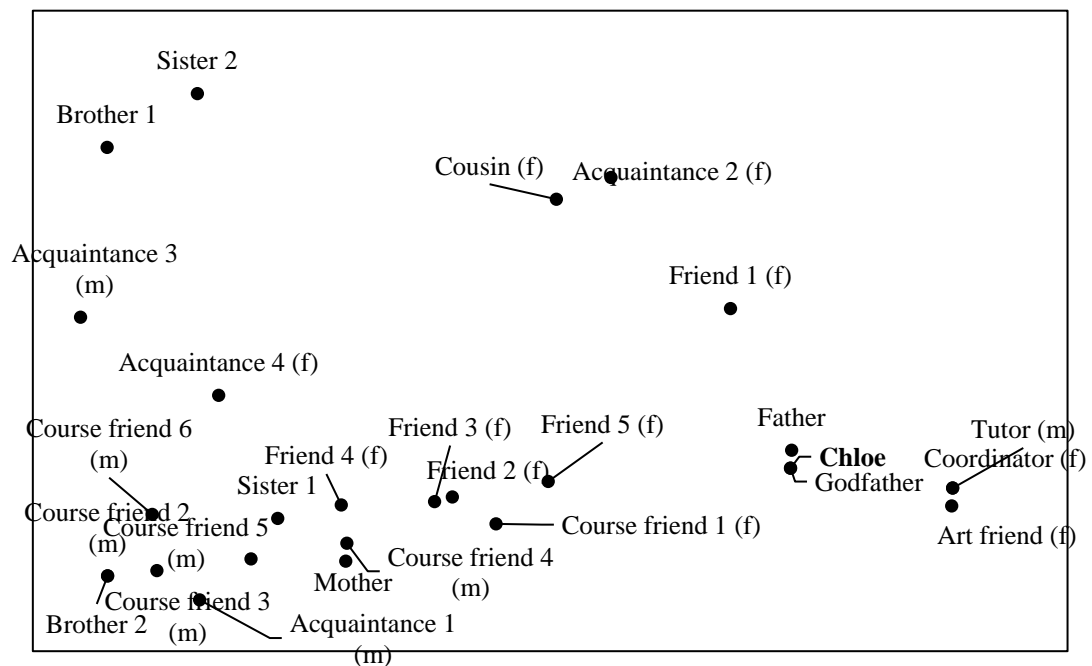 Sister 2
Brother 1
Cousin (f)
Acquaintance 2 (f)
Acquaintance 3
(m)
Friend 1 (f)
Acquaintance 4 (f)
Course friend 6
(m)
Friend 3 (f)
Friend 5 (f)
Father
Tutor (m)
Friend 4 (f)
Friend 2 (f)
Chloe
Coordinator (f)
Sister 1
Godfather
Course friend 2
(m)
Course friend 5
(m)
Course friend 1 (f)
Art friend (f)
Mother
Course friend 4
(m)
Brother 2
Course friend 3
(m)
Acquaintance 1
(m)